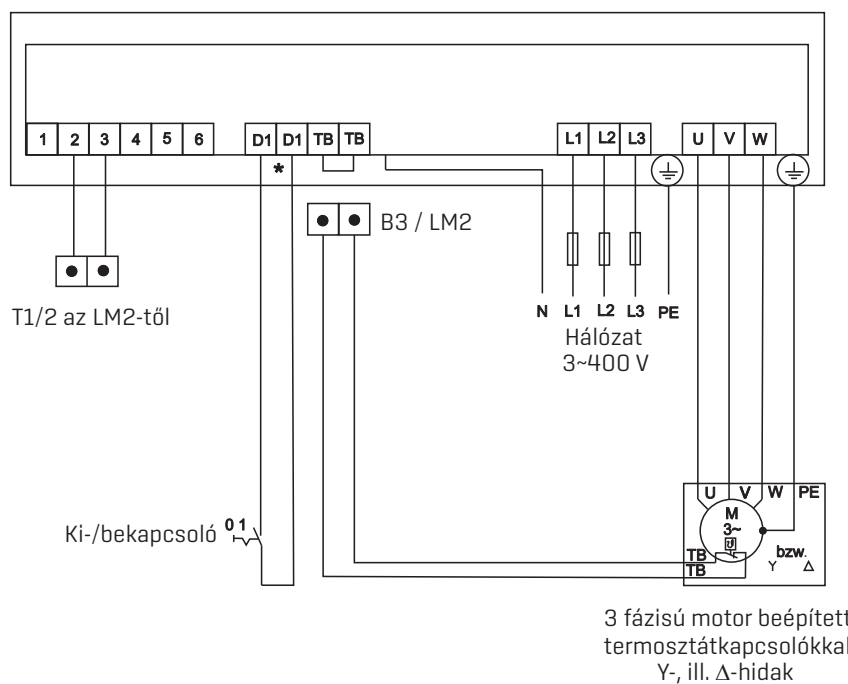 1 2 3 4 5 6 D1 D1 TB TB L1 L2 L3 U V W
*
B3 / LM2
T1/2 az LM2-től
N L1 L2 L3 PE
Hálózat
3~400 V
Ki-/bekapcsoló 0 1
U V W PE
M
3~
ϑ
TB
TB
bzw.
Y Δ
3 fázisú motor beépített
termosztátkapcsolókkal
Y-, ill. Δ-hidak